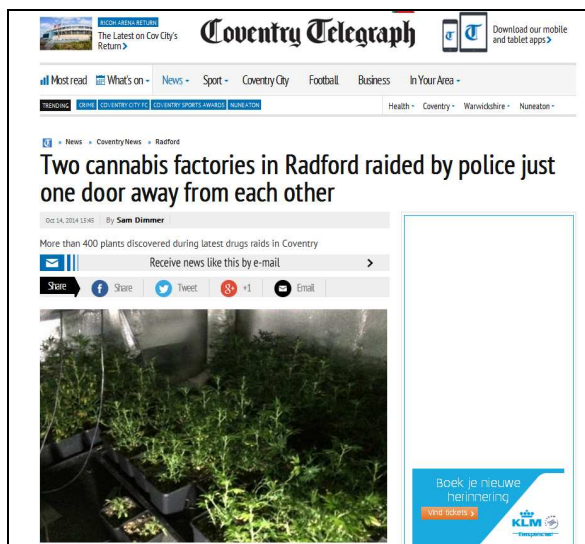 RICOH ARENA RETURN
The Latest on Cov City's
Return >
Coventry Telegraph
Download our mobile
and tablet apps >
Most read What's on News Sport Coventry City Football Business In Your Area
TRENDING CRIME COVENTRY CITY FC COVENTRY SPORTS AWARDS NUNEATON Health Coventry Warwickshire Nuneaton
News Coventry News Radford
Two cannabis factories in Radford raided by police just
one door away from each other
Oct 14, 2014 15:45 By Sam Dimmer
More than 400 plants discovered during latest drugs raids in Coventry
Receive news like this by e-mail
Share Share Tweet +1 Email
Boek je nieuwe
herinnering
Vind tickets >
KLM